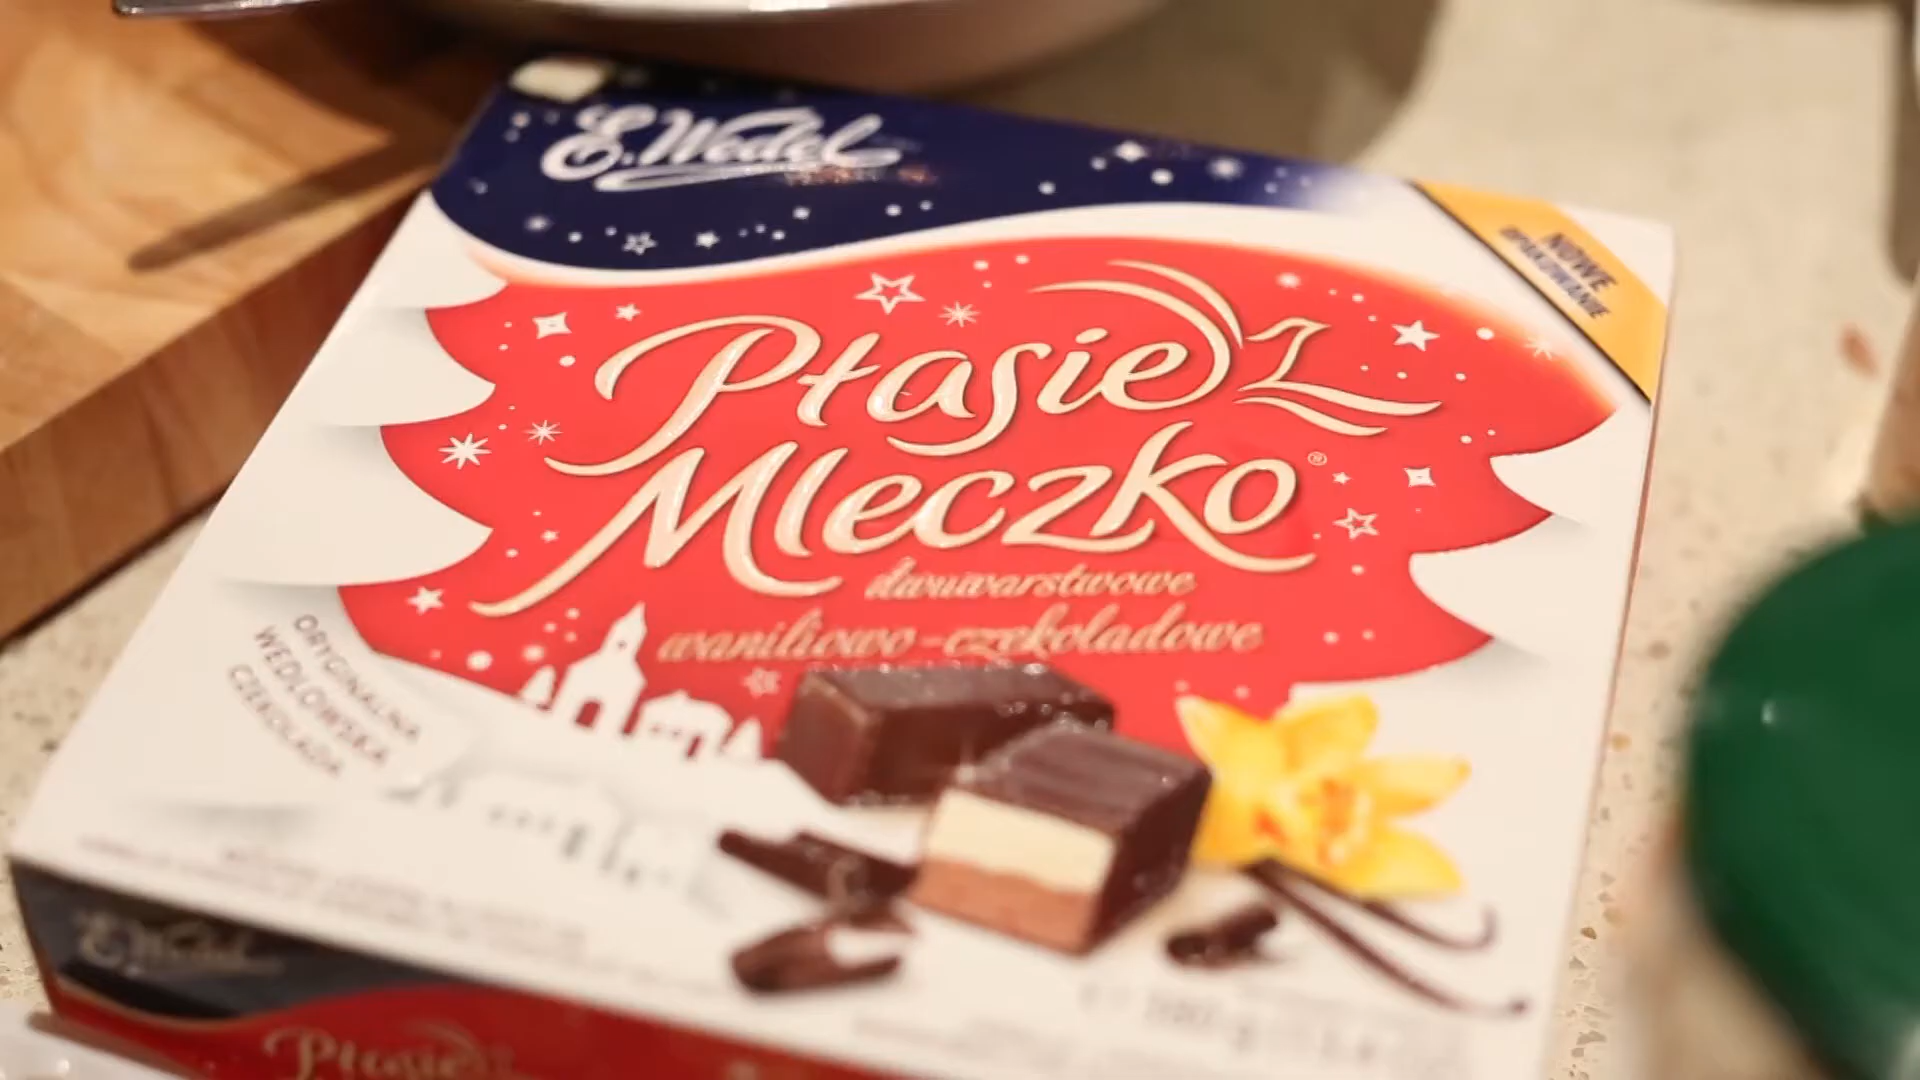 E.Wedel
NOWE
OPAKOWANIE
Ptasie
Mleczko®
dwuwarstwowe
waniliowo-czekoladowe
ORYGINALNA
WEDLOWSKA
CZEKOLADA
E.Wedel
Ptasie